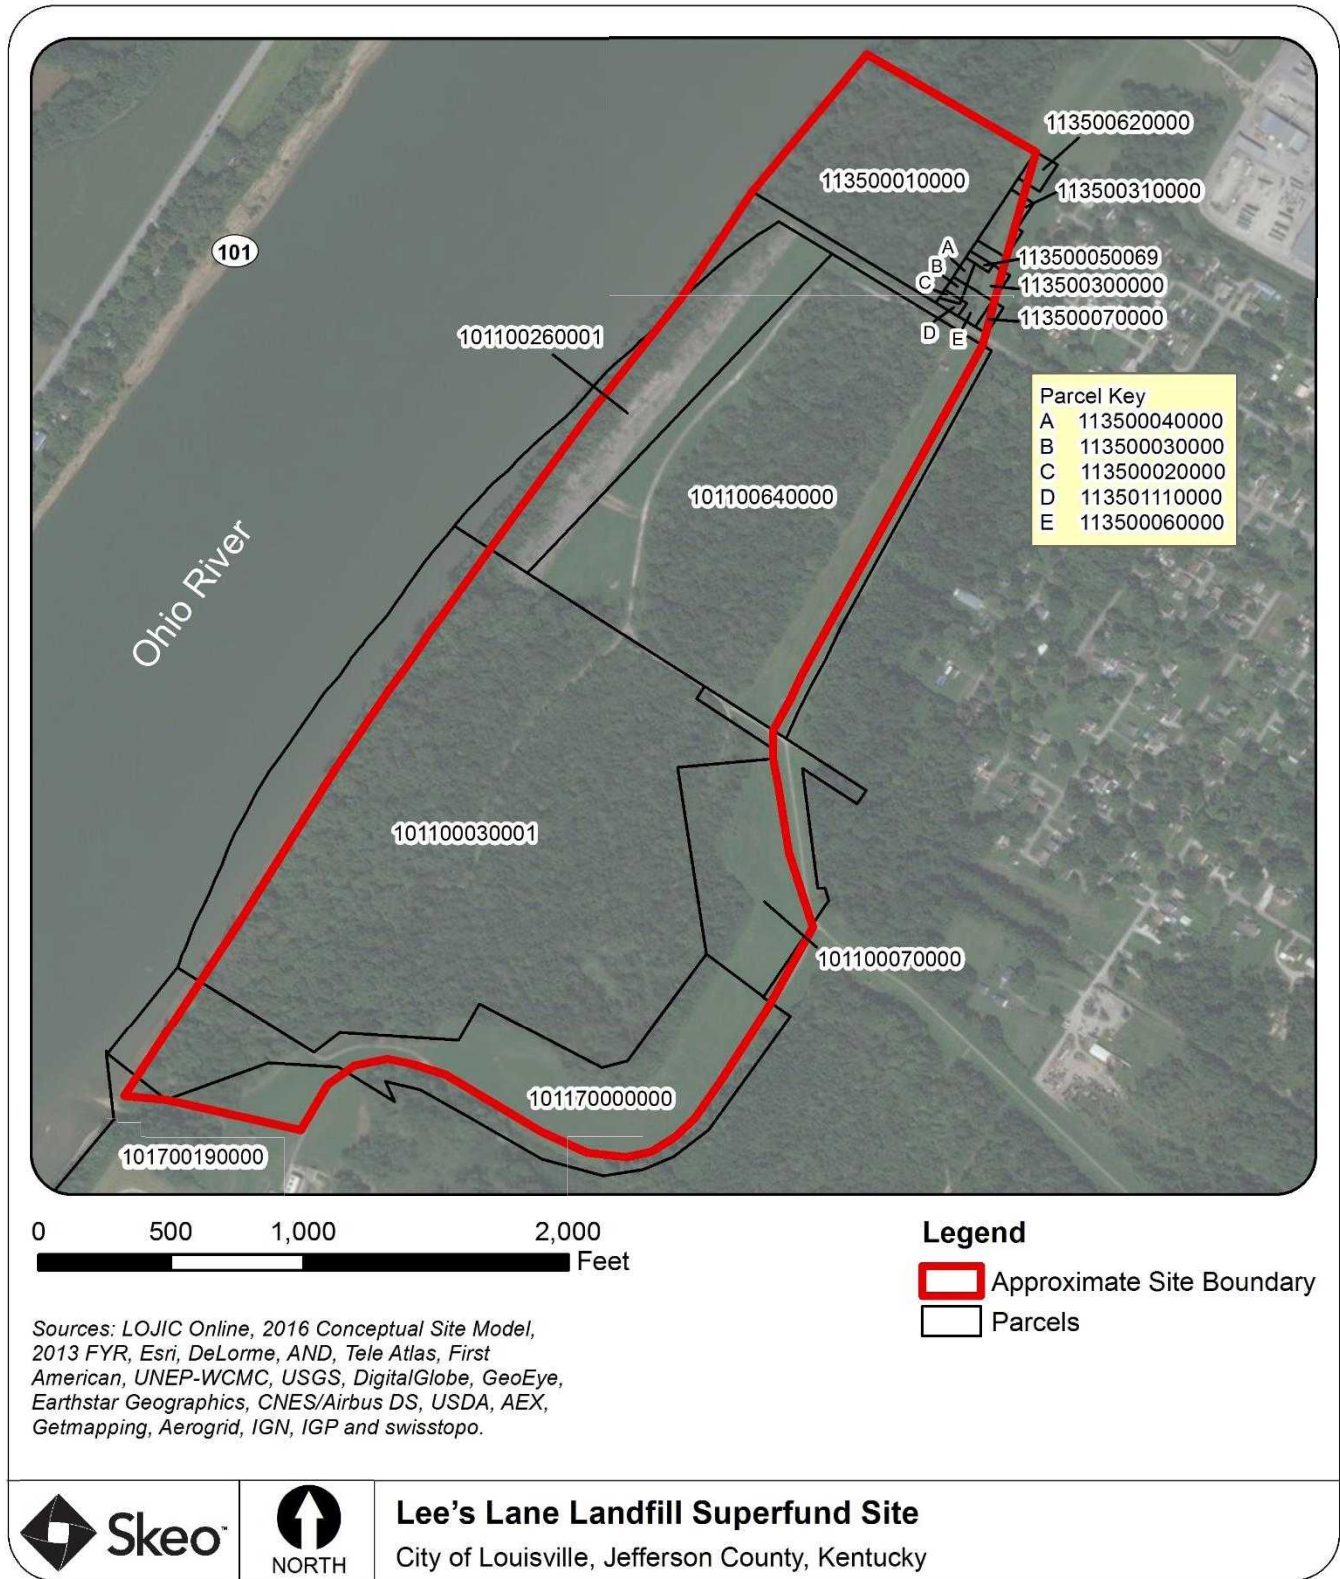 113500620000
113500010000
113500310000
101
A
113500050069
B
113500300000
C
113500070000
D
E
101100260001
Parcel Key
A 113500040000
B 113500030000
C 113500020000
D 113501110000
E 113500060000
101100640000
Ohio River
101100030001
101100070000
101170000000
101700190000
0 500 1,000 2,000
Feet
Legend
Approximate Site Boundary
Parcels
Sources: LOJIC Online, 2016 Conceptual Site Model,
2013 FYR, Esri, DeLorme, AND, Tele Atlas, First
American, UNEP-WCMC, USGS, DigitalGlobe, GeoEye,
Earthstar Geographics, CNES/Airbus DS, USDA, AEX,
Getmapping, Aerogrid, IGN, IGP and swisstopo.
Skeo™
NORTH
Lee's Lane Landfill Superfund Site
City of Louisville, Jefferson County, Kentucky